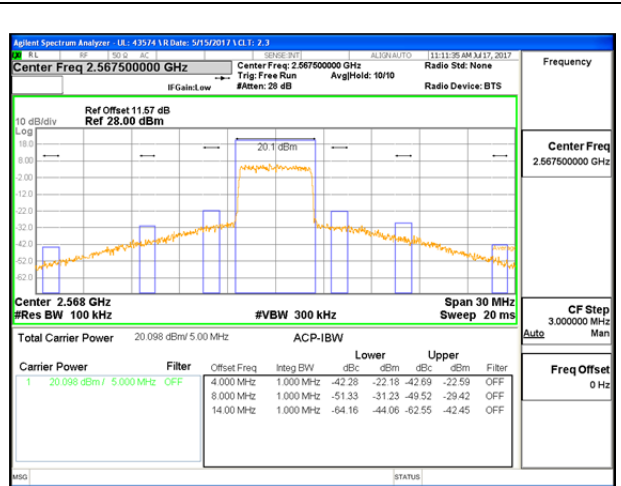 Agilent Spectrum Analyzer - UL: 43574 \ R Date: 5/15/2017 \ CLT: 2.3
RL RF 50 Ω AC SENSE:INT ALIGN AUTO 11:11:35 AM Jul 17, 2017
Center Freq 2.567500000 GHz Center Freq: 2.567500000 GHz Radio Std: None Frequency
Trig: Free Run Avg|Hold: 10/10
IFGain:Low #Atten: 28 dB Radio Device: BTS
Ref Offset 11.57 dB
10 dB/div Ref 28.00 dBm
Log
18.0 20.1 dBm
8.00
-2.00
-12.0
-22.0
-32.0
-42.0
-52.0
-62.0
Center Freq
2.567500000 GHz
Center 2.568 GHz Span 30 MHz
#Res BW 100 kHz #VBW 300 kHz Sweep 20 ms
CF Step
3.000000 MHz
Auto Man
Total Carrier Power 20.098 dBm/ 5.00 MHz ACP-IBW
Lower Upper
Carrier Power Filter Offset Freq Integ BW dBc dBm dBc dBm Filter
1 20.098 dBm / 5.000 MHz OFF 4.000 MHz 1.000 MHz -42.28 -22.18 -42.69 -22.59 OFF
8.000 MHz 1.000 MHz -51.33 -31.23 -49.52 -29.42 OFF
14.00 MHz 1.000 MHz -64.16 -44.06 -62.55 -42.45 OFF
Freq Offset
0 Hz
MSG STATUS